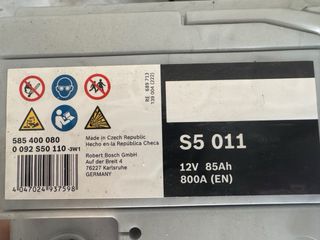 585 400 080
0 092 S50 110 -3W1
4 047024 937598
Made in Czech Republic
Hecho en-la República Checa
Robert Bosch GmbH
Auf der Breit 4
76227 Karlsruhe
GERMANY
S5 011
12V 85Ah
800A (EN)